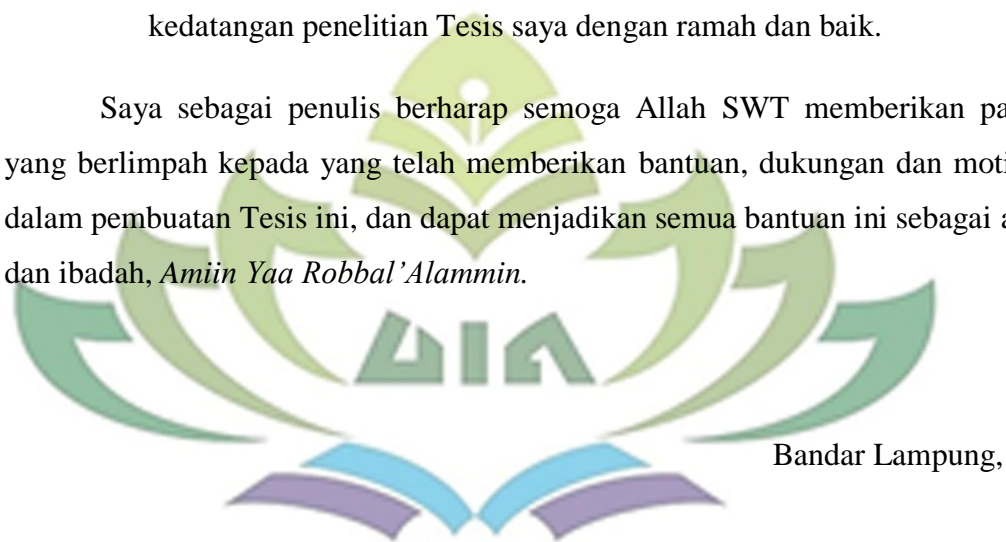 kedatangan penelitian Tesis saya dengan ramah dan baik.
Saya sebagai penulis berharap semoga Allah SWT memberikan
yang berlimpah kepada yang telah memberikan bantuan, dukungan dan
dalam pembuatan Tesis ini, dan dapat menjadikan semua bantuan ini sebagai
dan ibadah, Amiin Yaa Robbal’Alammin.
UIN
Bandar Lampung,